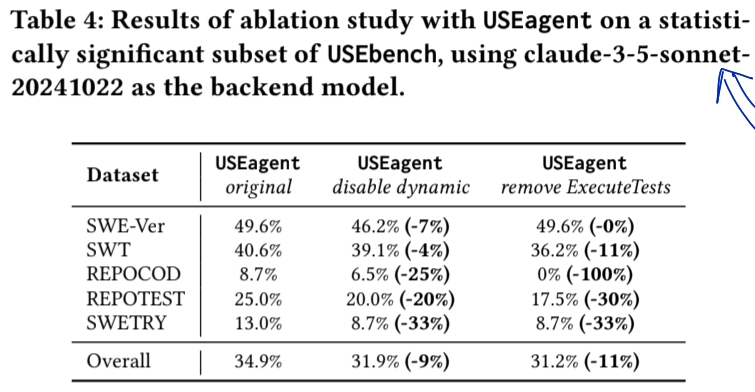 Table 4: Results of ablation study with USEagent on a statisti-
cally significant subset of USEbench, using claude-3-5-sonnet-
20241022 as the backend model.
Dataset USEagent original USEagent disable dynamic USEagent remove ExecuteTests
SWE-Ver 49.6% 46.2% (-7%) 49.6% (-0%)
SWT 40.6% 39.1% (-4%) 36.2% (-11%)
REPOCOD 8.7% 6.5% (-25%) 0% (-100%)
REPOTEST 25.0% 20.0% (-20%) 17.5% (-30%)
SWETRY 13.0% 8.7% (-33%) 8.7% (-33%)
Overall 34.9% 31.9% (-9%) 31.2% (-11%)